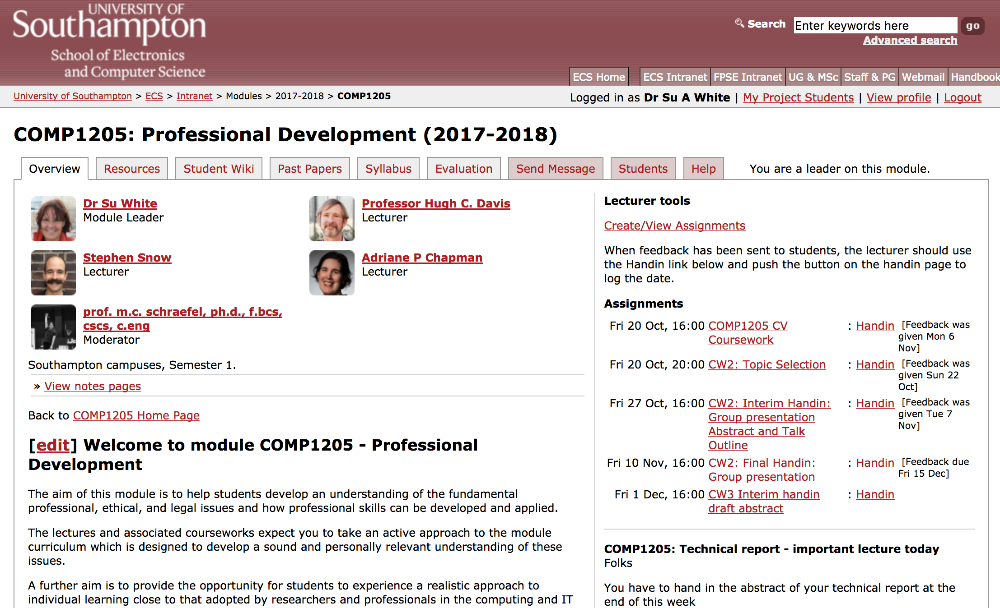 UNIVERSITY OF
Southampton
School of Electronics
and Computer Science
Search Enter keywords here go
Advanced search
ECS Home ECS Intranet FPSE Intranet UG & MSc Staff & PG Webmail Handbook
University of Southampton > ECS > Intranet > Modules > 2017-2018 > COMP1205
Logged in as Dr Su A White | My Project Students | View profile | Logout
COMP1205: Professional Development (2017-2018)
Overview Resources Student Wiki Past Papers Syllabus Evaluation Send Message Students Help You are a leader on this module.
Dr Su White
Module Leader
Professor Hugh C. Davis
Lecturer
Stephen Snow
Lecturer
Adriane P Chapman
Lecturer
prof. m.c. schraefel, ph.d., f.bcs,
cscs, c.eng
Moderator
Southampton campuses, Semester 1.
» View notes pages
Back to COMP1205 Home Page
[edit] Welcome to module COMP1205 - Professional
Development
The aim of this module is to help students develop an understanding of the fundamental
professional, ethical, and legal issues and how professional skills can be developed and applied.
The lectures and associated courseworks expect you to take an active approach to the module
curriculum which is designed to develop a sound and personally relevant understanding of these
issues.
A further aim is to provide the opportunity for students to experience a realistic approach to
individual learning close to that adopted by researchers and professionals in the computing and IT
Lecturer tools
Create/View Assignments
When feedback has been sent to students, the lecturer should use
the Handin link below and push the button on the handin page to
log the date.
Assignments
Fri 20 Oct, 16:00 COMP1205 CV
Coursework
: Handin [Feedback was
given Mon 6
Nov]
Fri 20 Oct, 20:00 CW2: Topic Selection
: Handin [Feedback was
given Sun 22
Oct]
Fri 27 Oct, 16:00 CW2: Interim Handin:
Group presentation
Abstract and Talk
Outline
: Handin [Feedback was
given Tue 7
Nov]
Fri 10 Nov, 16:00 CW2: Final Handin:
Group presentation
: Handin [Feedback due
Fri 15 Dec]
Fri 1 Dec, 16:00 CW3 Interim handin
draft abstract
: Handin
COMP1205: Technical report - important lecture today
Folks
You have to hand in the abstract of your technical report at the
end of this week